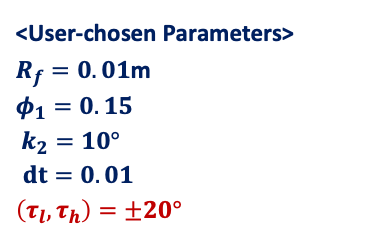 <User-chosen Parameters>
R_f = 0.01m
ϕ_1 = 0.15
k_2 = 10°
dt = 0.01
(τ_l, τ_h) = ±20°